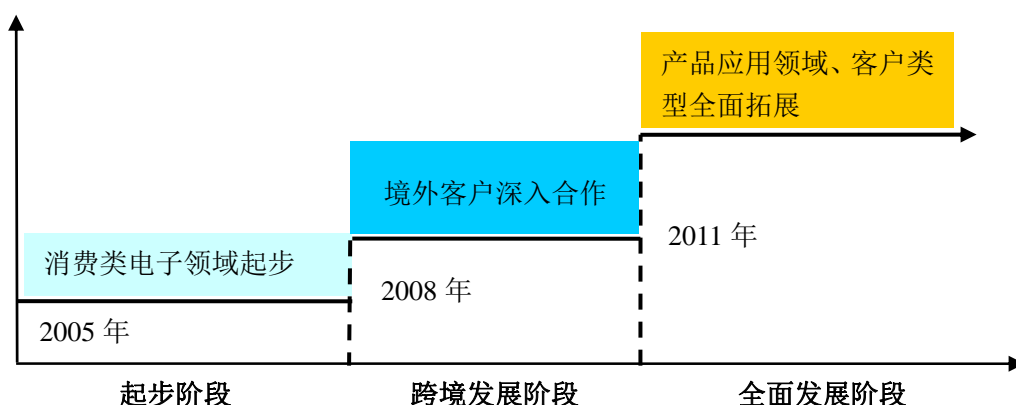 产品应用领域、客户类
型全面拓展
境外客户深入合作
2011 年
消费类电子领域起步
2008 年
2005 年
起步阶段
跨境发展阶段
全面发展阶段